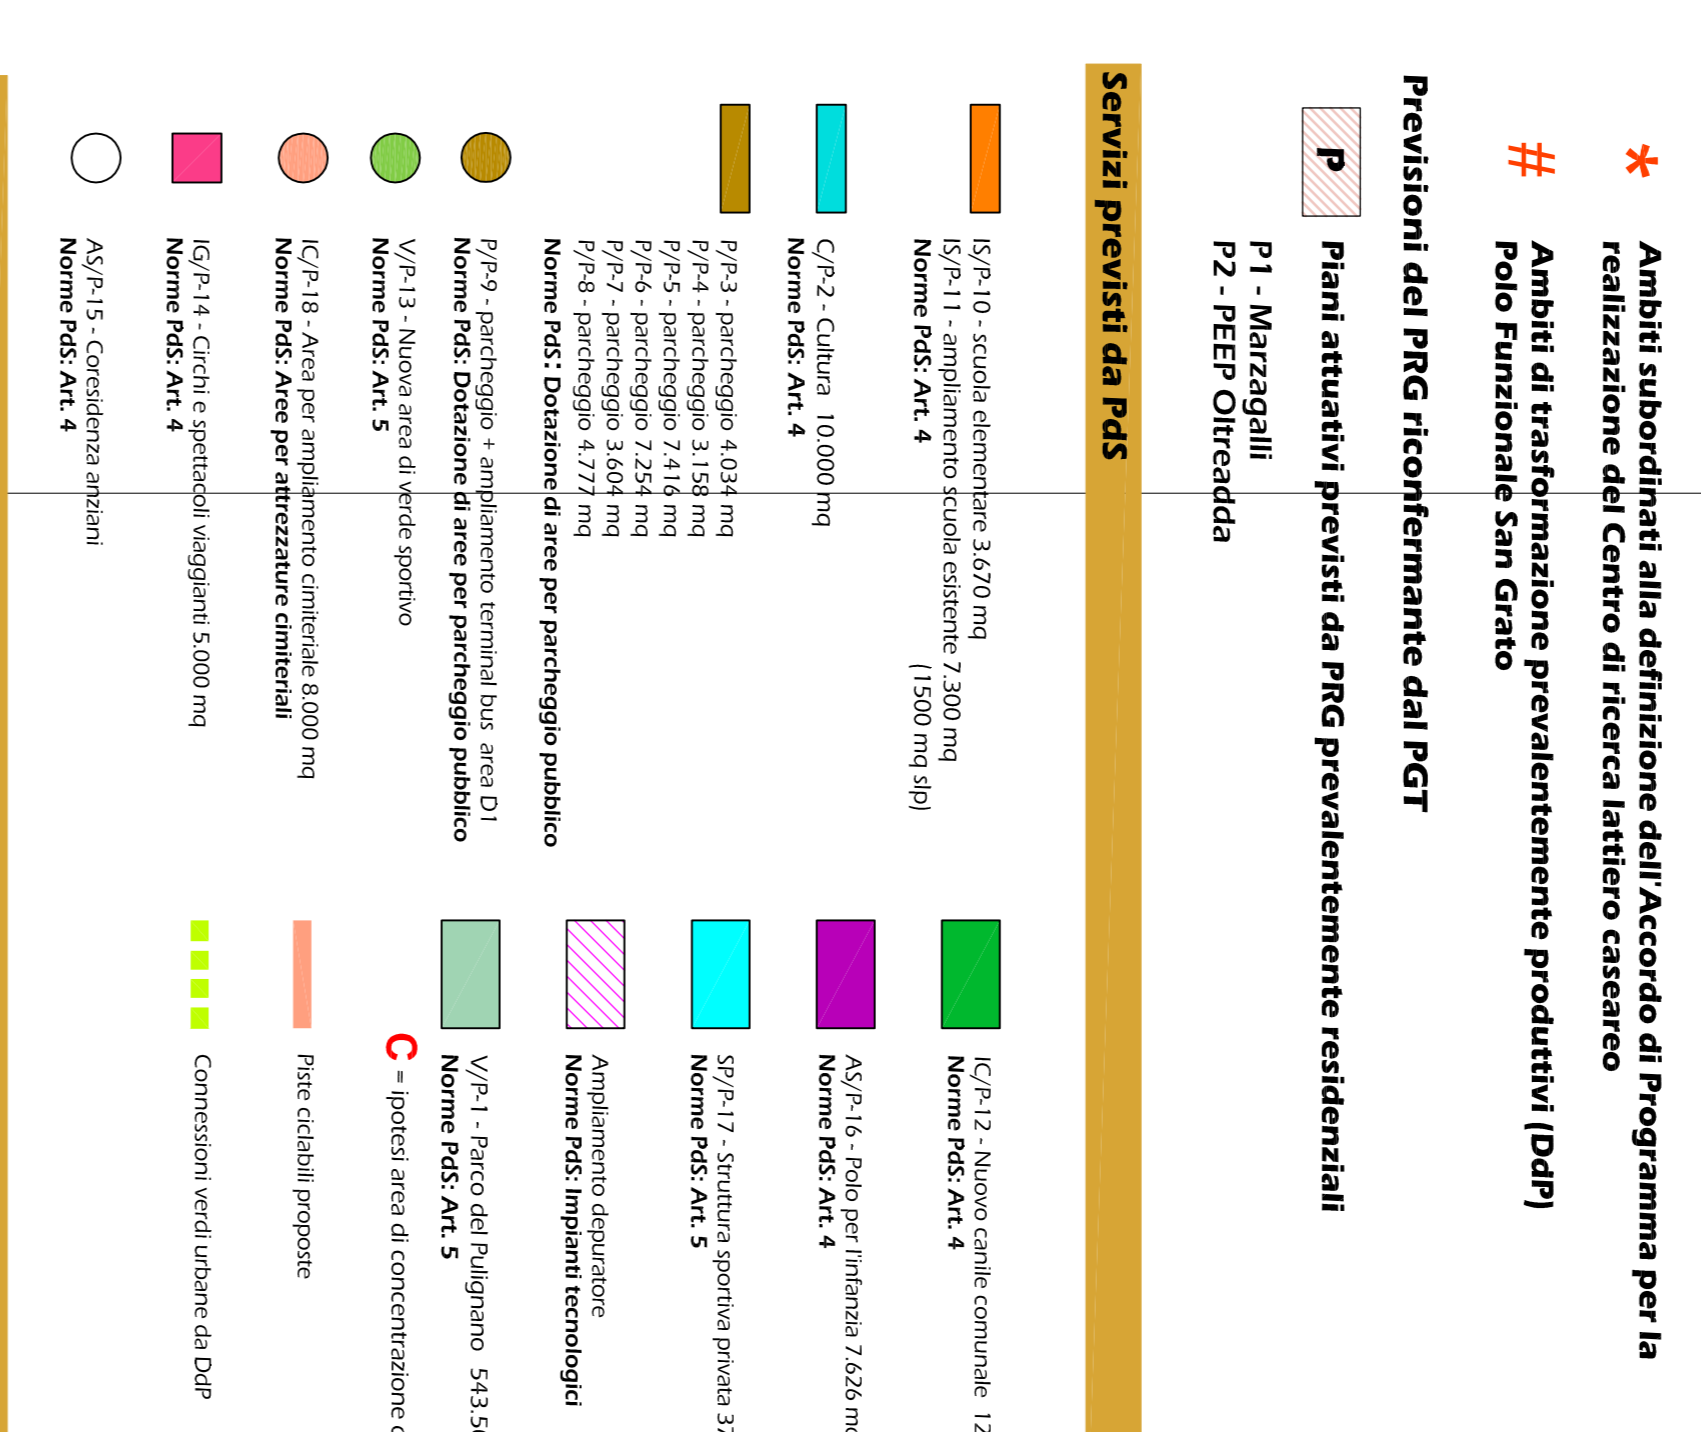 * Ambiti subordinati alla definizione dell'Accordo di Programma per la
realizzazione del Centro di ricerca lattiero caseareo
# Ambiti di trasformazione prevalentemente produttivi (DdP)
Polo Funzionale San Grato
Previsioni del PRG riconfermante dal PGT
P Piani attuativi previsti da PRG prevalentemente residenziali
P1 - Marzagalli
P2 - PEEP Oltreadda
Servizi previsti da PdS
IS/P-10 - scuola elementare 3.670 mq
IS/P-11 - ampliamento scuola esistente 7.300 mq
(1500 mq slp)
Norme PdS: Art. 4
C/P-2 - Cultura 10.000 mq
Norme PdS: Art. 4
P/P-3 - parcheggio 4.034 mq
P/P-4 - parcheggio 3.158 mq
P/P-5 - parcheggio 7.416 mq
P/P-6 - parcheggio 7.254 mq
P/P-7 - parcheggio 3.604 mq
P/P-8 - parcheggio 4.777 mq
Norme PdS: Dotazione di aree per parcheggio pubblico
P/P-9 - parcheggio + ampliamento terminal bus area D1
Norme PdS: Dotazione di aree per parcheggio pubblico
V/P-13 - Nuova area di verde sportivo
Norme PdS: Art. 5
IC/P-18 - Area per ampliamento cimiteriale 8.000 mq
Norme PdS: Aree per attrezzature cimiteriali
IG/P-14 - Circhi e spettacoli viaggianti 5.000 mq
Norme PdS: Art. 4
AS/P-15 - Coresidenza anziani
Norme PdS: Art. 4
IC/P-12 - Nuovo canile comunale 12
Norme PdS: Art. 4
AS/P-16 - Polo per l'infanzia 7.626 mq
Norme PdS: Art. 4
SP/P-17 - Struttura sportiva privata 37
Norme PdS: Art. 5
Ampliamento depuratore
Norme PdS: Impianti tecnologici
V/P-1 - Parco del Pulignano 543.5
Norme PdS: Art. 5
C = ipotesi area di concentrazione
Piste ciclabili proposte
Connessioni verdi urbane da DdP